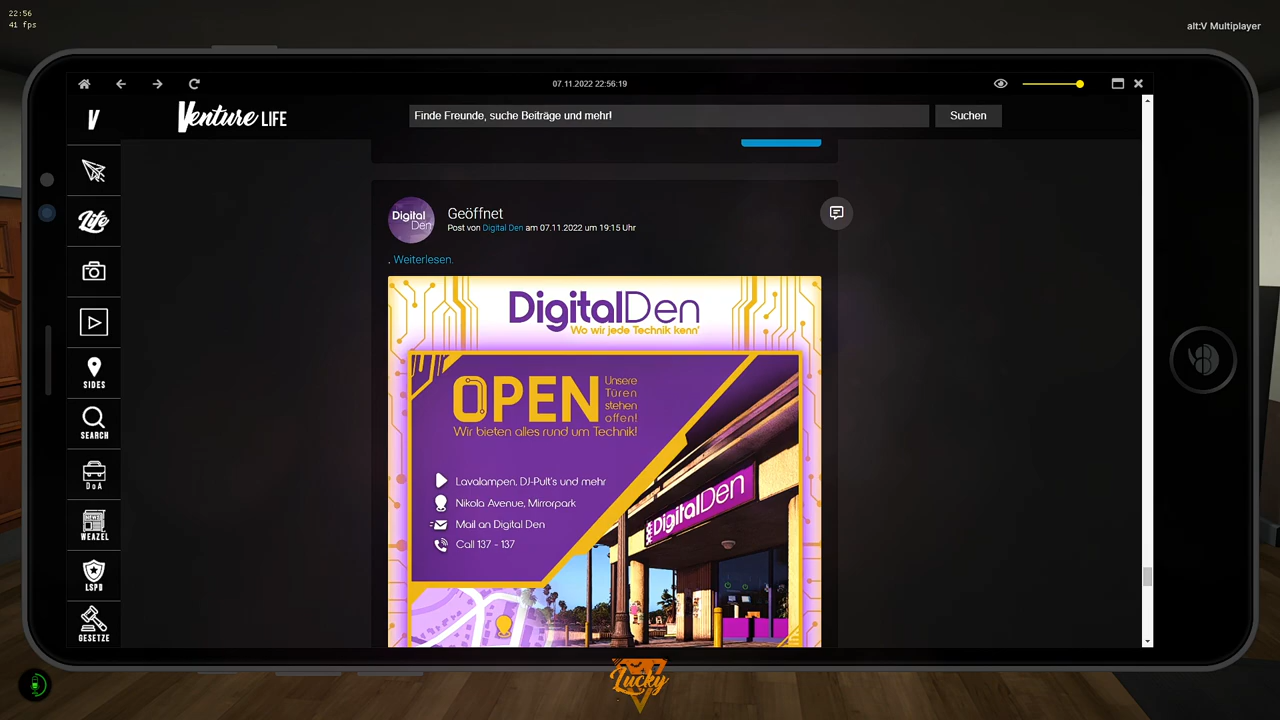 22:56
41 fps
alt:V Multiplayer
07.11.2022 22:56:19
V
Venture LIFE
Finde Freunde, suche Beiträge und mehr!
Suchen
Life
SIDES
SEARCH
DoA
NEWS
WEAZEL
LSPD
GESETZE
Digital
Den
Geöffnet
Post von Digital Den am 07.11.2022 um 19:15 Uhr
. Weiterlesen.
DigitalDen
Wo wir jede Technik kenn'
OPEN
Unsere
Türen
stehen
offen!
Wir bieten alles rund um Technik!
Lavalampen, DJ-Pult's und mehr
Nikola Avenue, Mirrorpark
Mail an Digital Den
Call 137 - 137
DigitalDen
Lucky